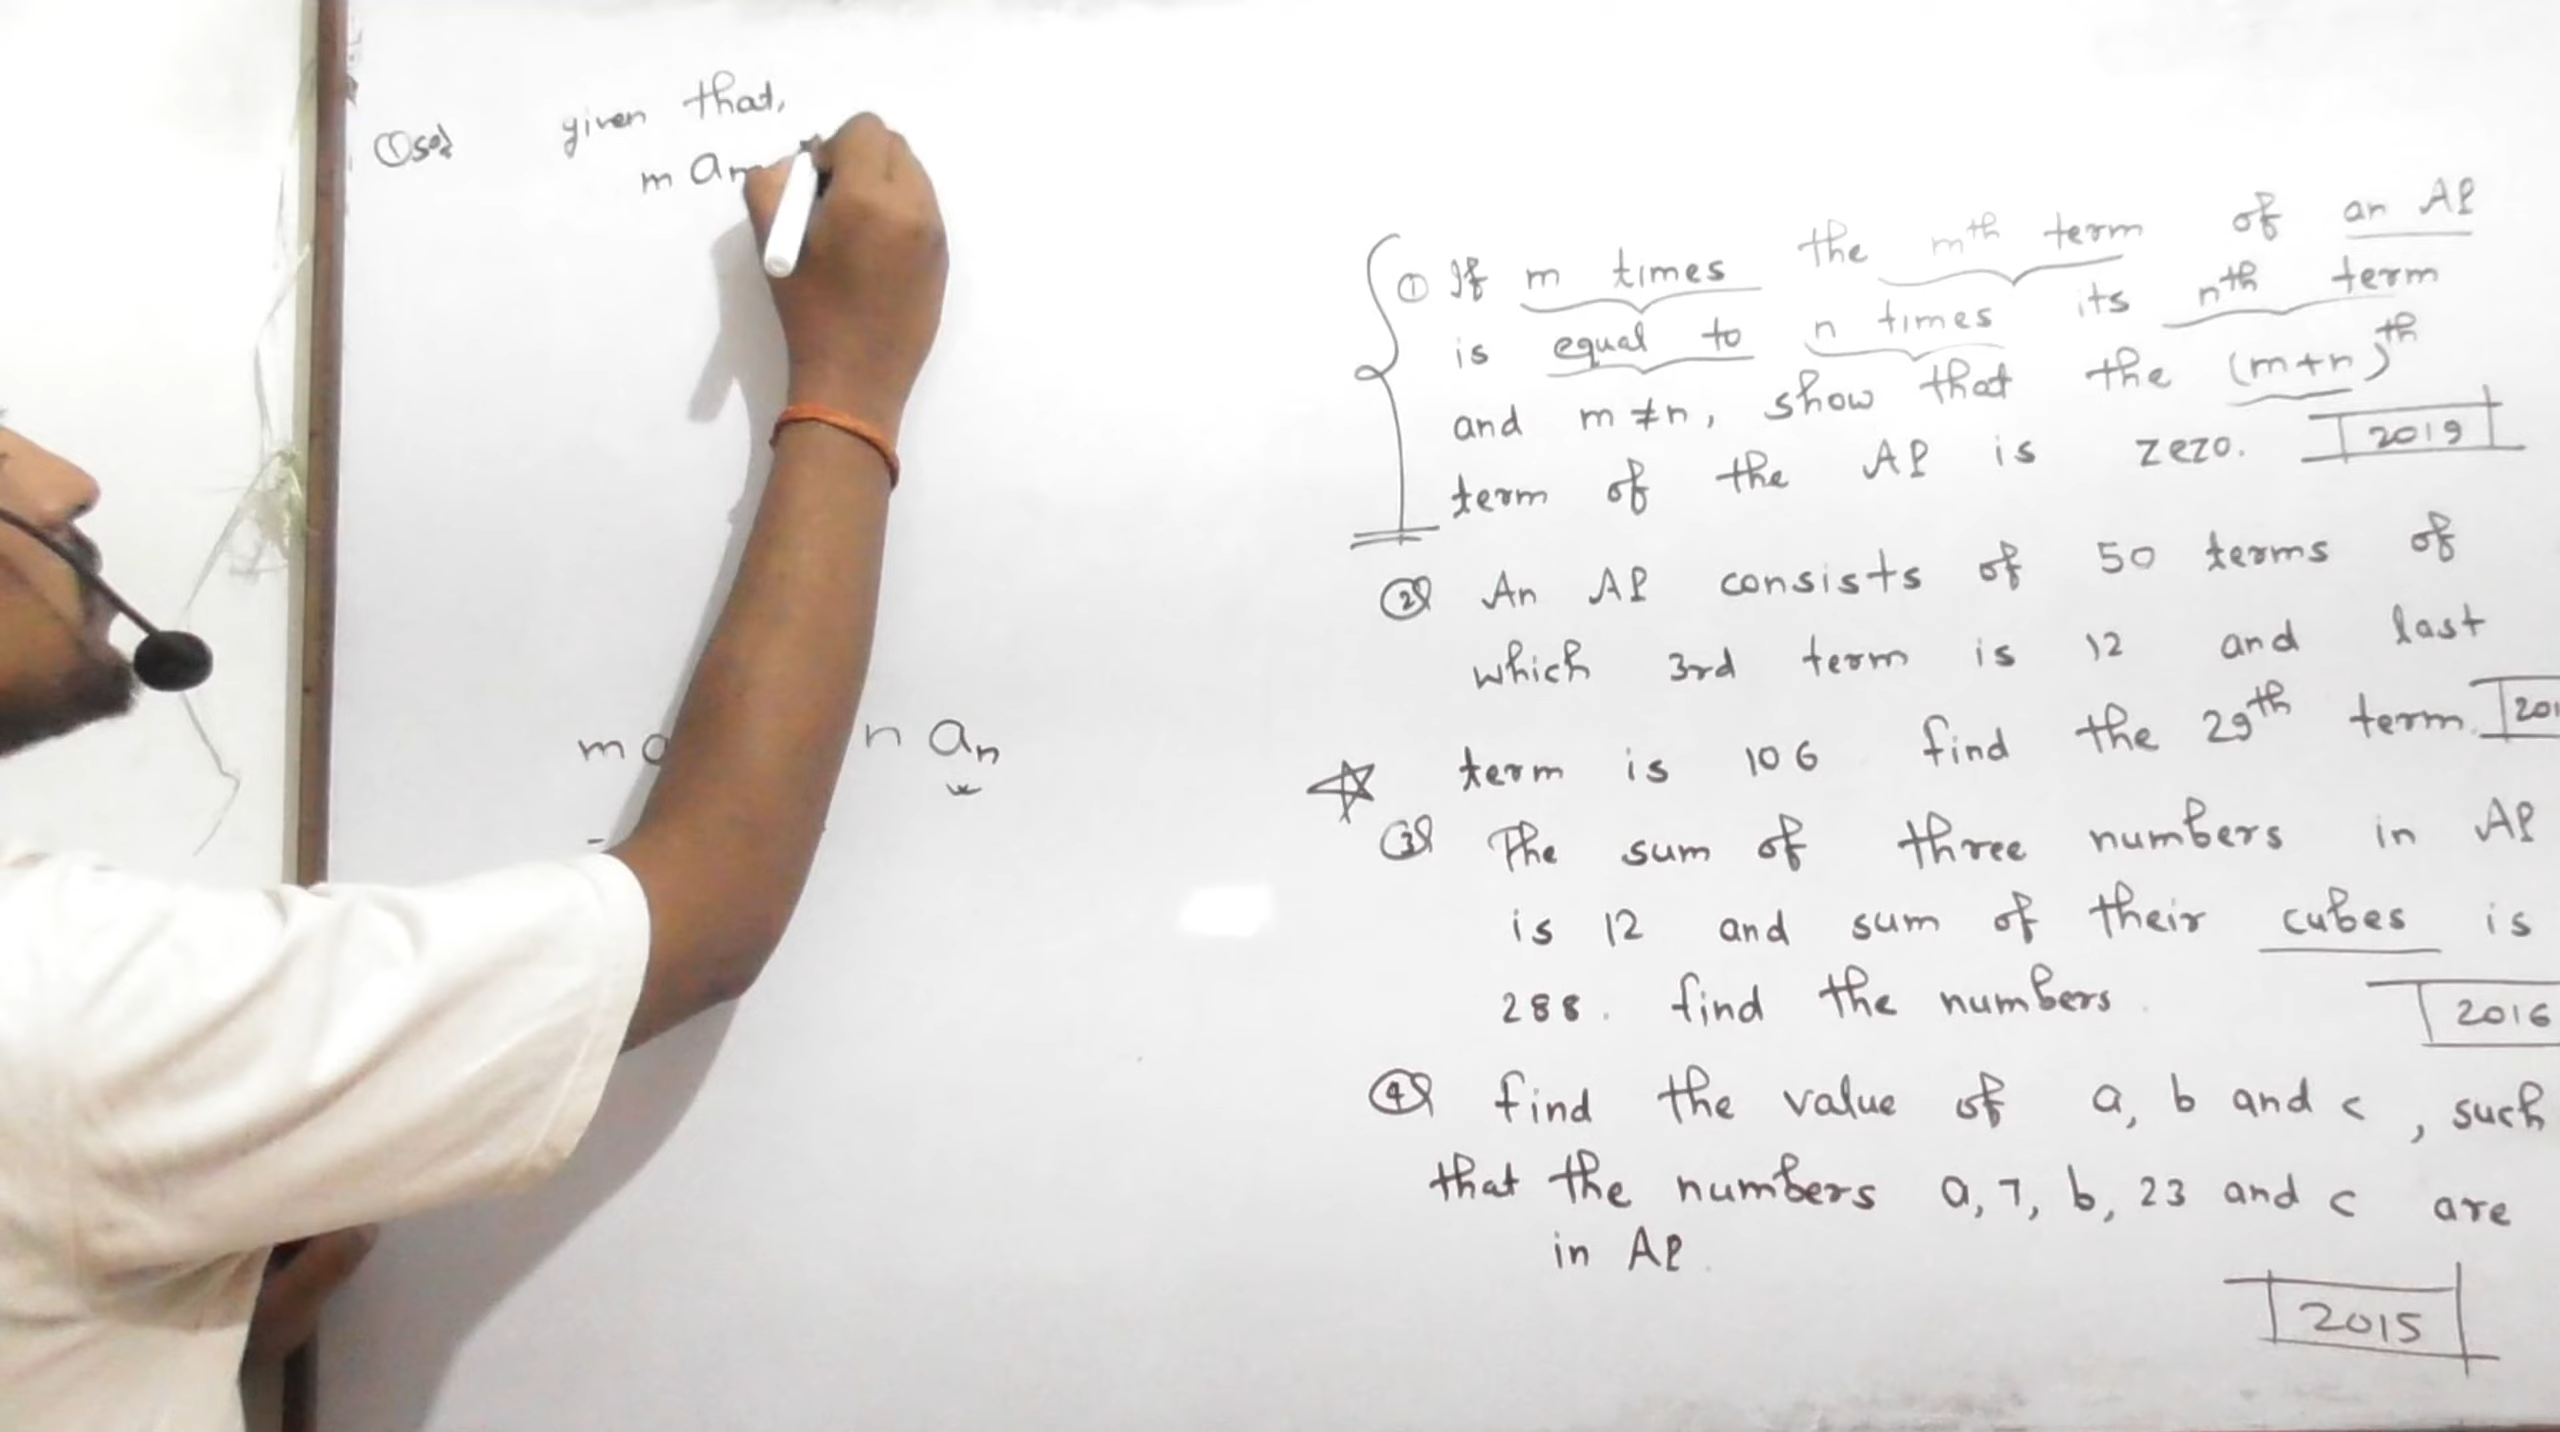 ① Sol given that,
m am
m a n an
① If m times the mth term of an AP
is equal to n times its nth term
and m ≠ n, show that the (m+n)th
term of the AP is zezo. 2019
② An AP consists of 50 terms of
which 3rd term is 12 and last
term is 106 find the 29th term. 201
③ The sum of three numbers in AP
is 12 and sum of their cubes is
288. find the numbers 2016
④ find the value of a, b and c, such
that the numbers a, 7, b, 23 and c are
in AP.
2015